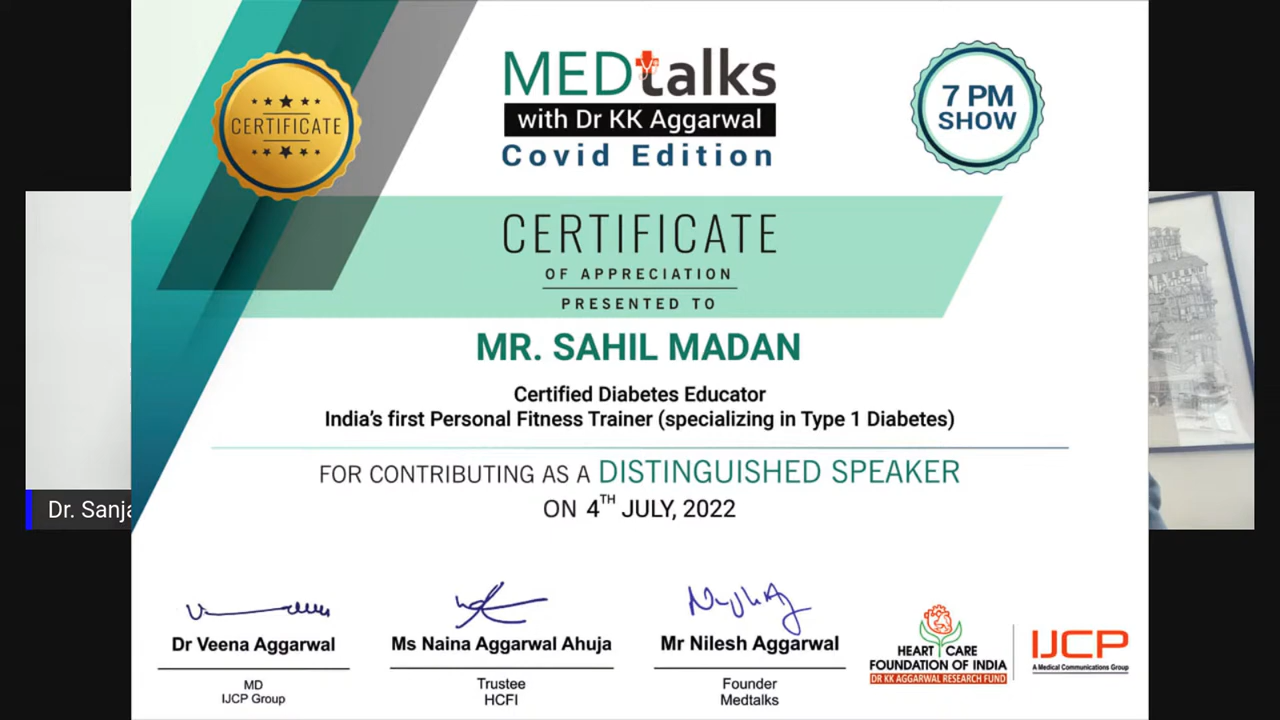 CERTIFICATE
MEDtalks
with Dr KK Aggarwal
Covid Edition
7 PM
SHOW
CERTIFICATE
OF APPRECIATION
PRESENTED TO
MR. SAHIL MADAN
Certified Diabetes Educator
India's first Personal Fitness Trainer (specializing in Type 1 Diabetes)
FOR CONTRIBUTING AS A DISTINGUISHED SPEAKER
ON 4TH JULY, 2022
Dr. Sanja
Dr Veena Aggarwal
MD
IJCP Group
Ms Naina Aggarwal Ahuja
Trustee
HCFI
Mr Nilesh Aggarwal
Founder
Medtalks
HEART CARE
FOUNDATION OF INDIA
DR KK AGGARWAL RESEARCH FUND
IJCP
A Medical Communications Group